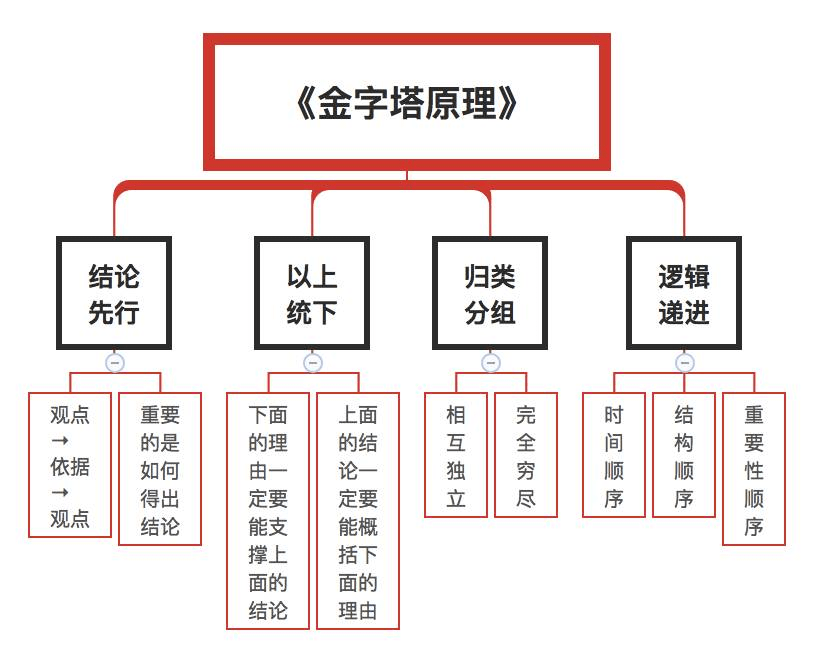 《金字塔原理》
结论
先行
以上
统下
归类
分组
逻辑
递进
观点
→
依据
→
观点
重要
的是
如何
得出
结论
下面
的理
由一
定要
能支
撑上
面的
结论
上面
的结
论一
定要
能概
括下
面的
理由
相
互
独
立
完
全
穷
尽
时
间
顺
序
结
构
顺
序
重
要
性
顺
序